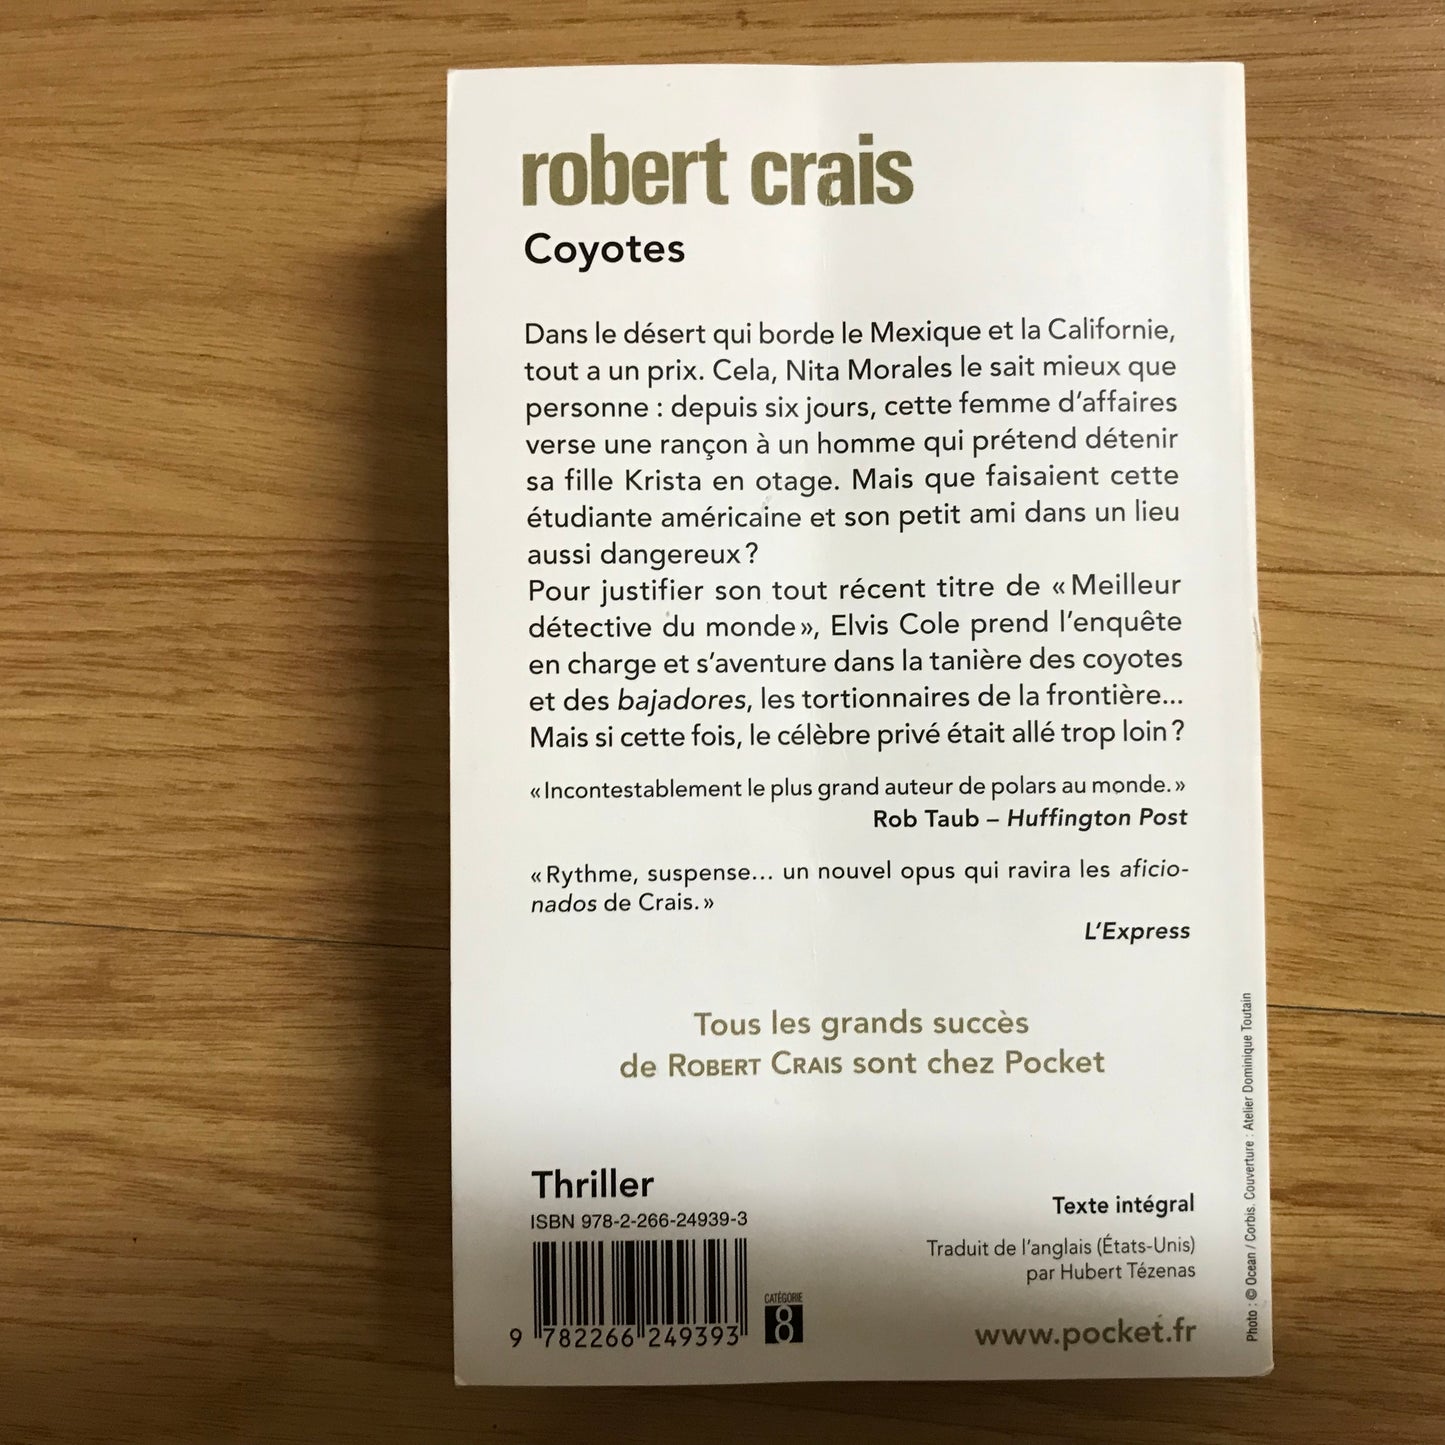 robert crais
Coyotes
Dans le désert qui borde le Mexique et la Californie,
tout a un prix. Cela, Nita Morales le sait mieux que
personne : depuis six jours, cette femme d'affaires
verse une rançon à un homme qui prétend détenir
sa fille Krista en otage. Mais que faisaient cette
étudiante américaine et son petit ami dans un lieu
aussi dangereux ?
Pour justifier son tout récent titre de « Meilleur
détective du monde », Elvis Cole prend l'enquête
en charge et s'aventure dans la tanière des coyotes
et des bajadores, les tortionnaires de la frontière...
Mais si cette fois, le célèbre privé était allé trop loin ?
« Incontestablement le plus grand auteur de polars au monde. »
Rob Taub – Huffington Post
« Rythme, suspense... un nouvel opus qui ravira les aficio-
nados de Crais. »
L'Express
Tous les grands succès
de ROBERT CRAIS sont chez Pocket
Thriller
ISBN 978-2-266-24939-3
9 782266 249393
CATÉGORIE
8
Texte intégral
Traduit de l'anglais (États-Unis)
par Hubert Tézenas
www.pocket.fr
Photo : © Ocean / Corbis. Couverture : Atelier Dominique Toutain